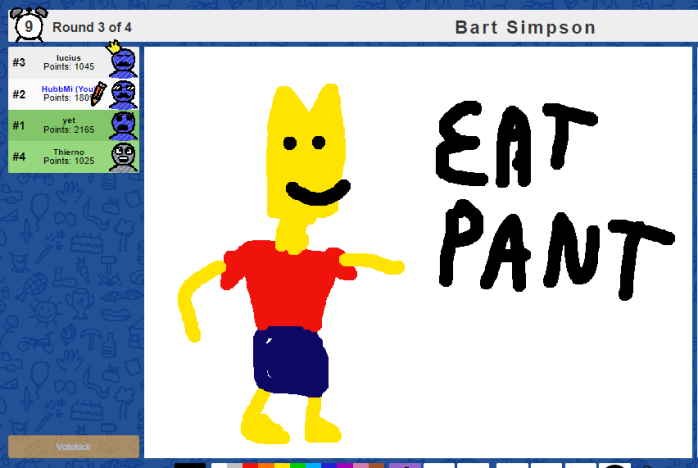 9
Round 3 of 4
Bart Simpson
#3
lucius
Points: 1045
#2
HubbMi (You)
Points: 1805
#1
yet
Points: 2165
#4
Thierno
Points: 1025
EAT
PANT
Votekick